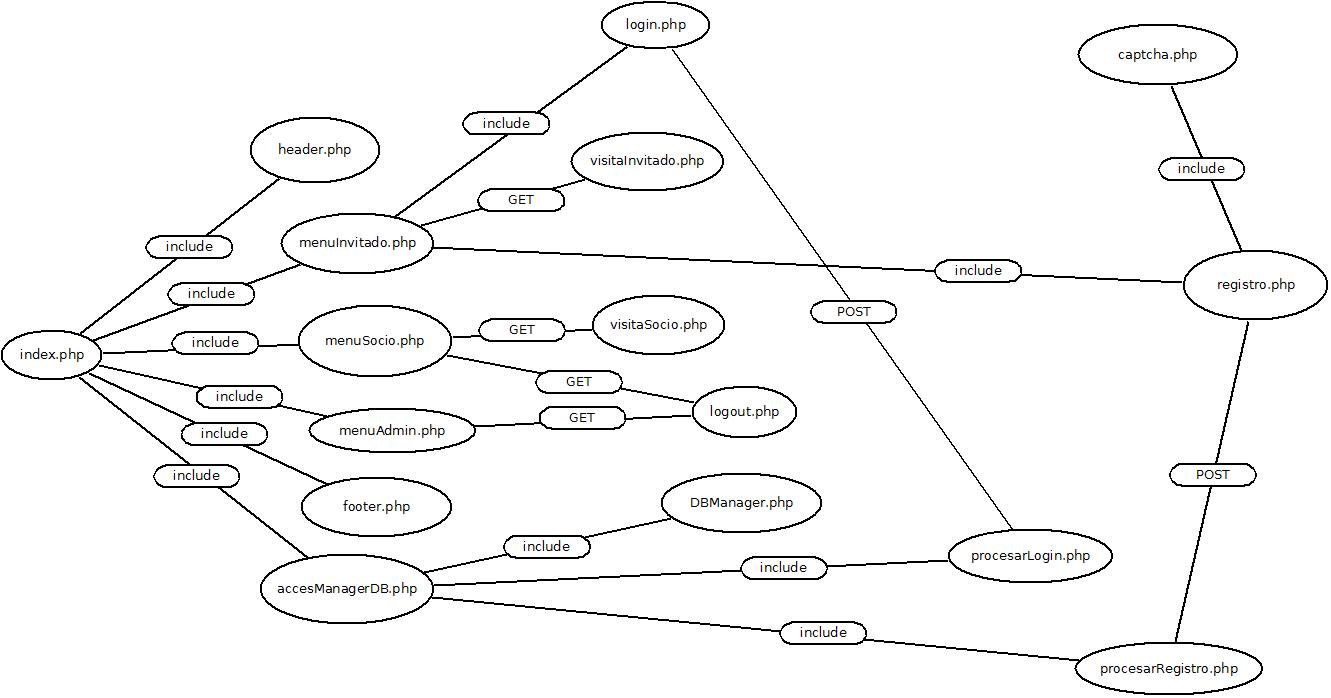 login.php
captcha.php
include
header.php
visitaInvitado.php
include
GET
menuInvitado.php
include
include
registro.php
include
POST
visitaSocio.php
GET
menuSocio.php
include
index.php
GET
include
logout.php
GET
menuAdmin.php
include
include
POST
DBManager.php
footer.php
include
procesarLogin.php
include
accesManagerDB.php
include
procesarRegistro.php